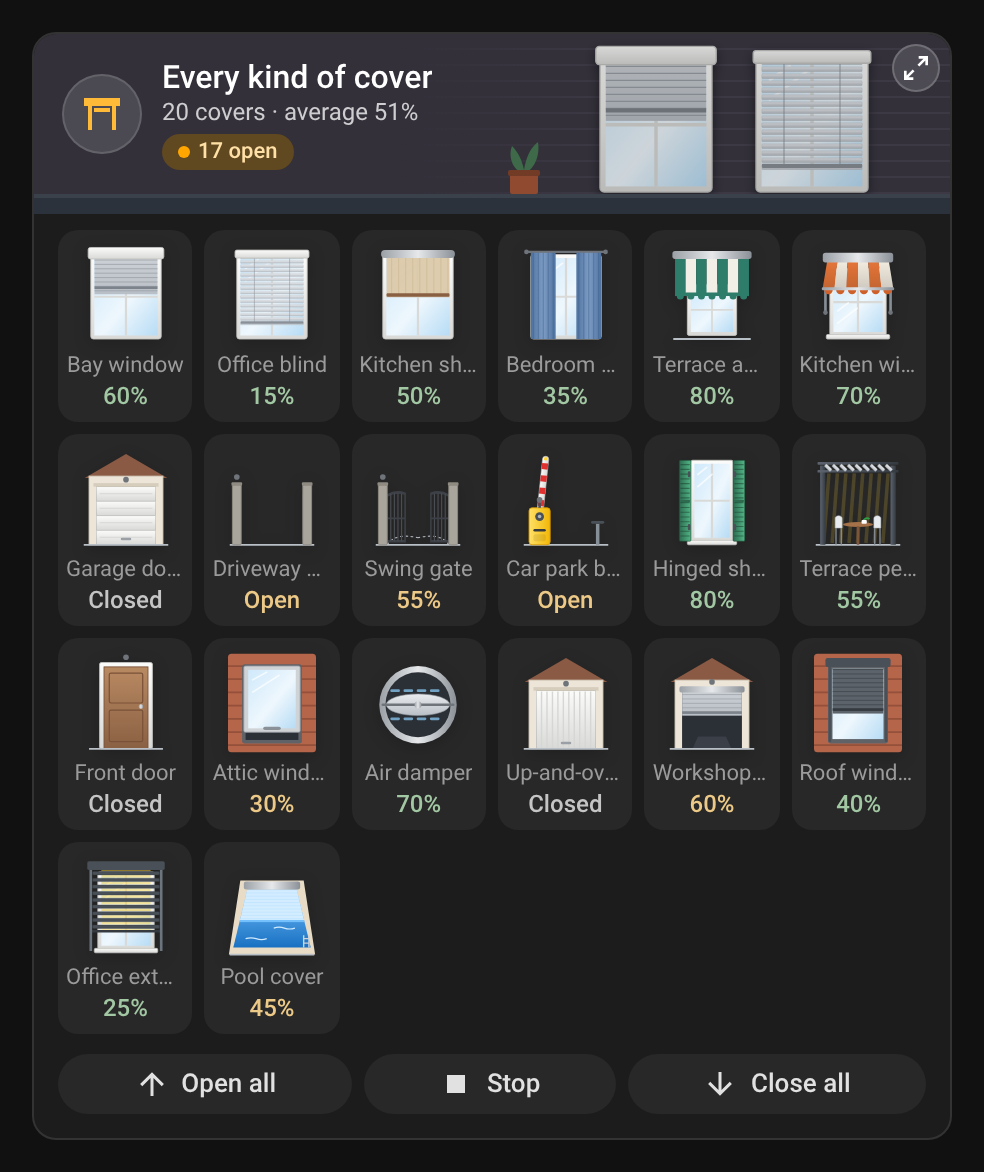 Every kind of cover
20 covers · average 51%
17 open
Bay window
60%
Office blind
15%
Kitchen sh...
50%
Bedroom ...
35%
Terrace a...
80%
Kitchen wi...
70%
Garage do...
Closed
Driveway ...
Open
Swing gate
55%
Car park b...
Open
Hinged sh...
80%
Terrace pe...
55%
Front door
Closed
Attic wind...
30%
Air damper
70%
Up-and-ov...
Closed
Workshop...
60%
Roof wind...
40%
Office ext...
25%
Pool cover
45%
Open all
Stop
Close all